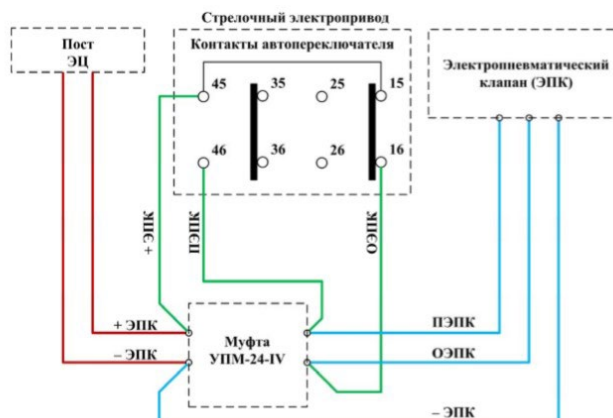 Стрелочный электропривод
Пост
ЭЦ
Контакты автопереключателя
Электропневматический
клапан (ЭПК)
45
35
25
15
46
36
26
16
+ ЭПК
ПЭПК
ОЭПК
+ ЭПК
– ЭПК
Муфта
УПМ-24-IV
ПЭПК
ОЭПК
– ЭПК